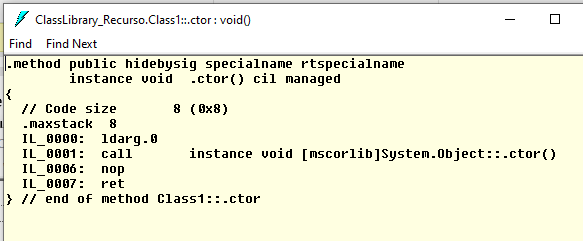 ClassLibrary_Recurso.Class1::.ctor : void()
Find Find Next
.method public hidebysig specialname rtspecialname
        instance void  .ctor() cil managed
{
  // Code size       8 (0x8)
  .maxstack  8
  IL_0000:  ldarg.0
  IL_0001:  call       instance void [mscorlib]System.Object::.ctor()
  IL_0006:  nop
  IL_0007:  ret
} // end of method Class1::.ctor